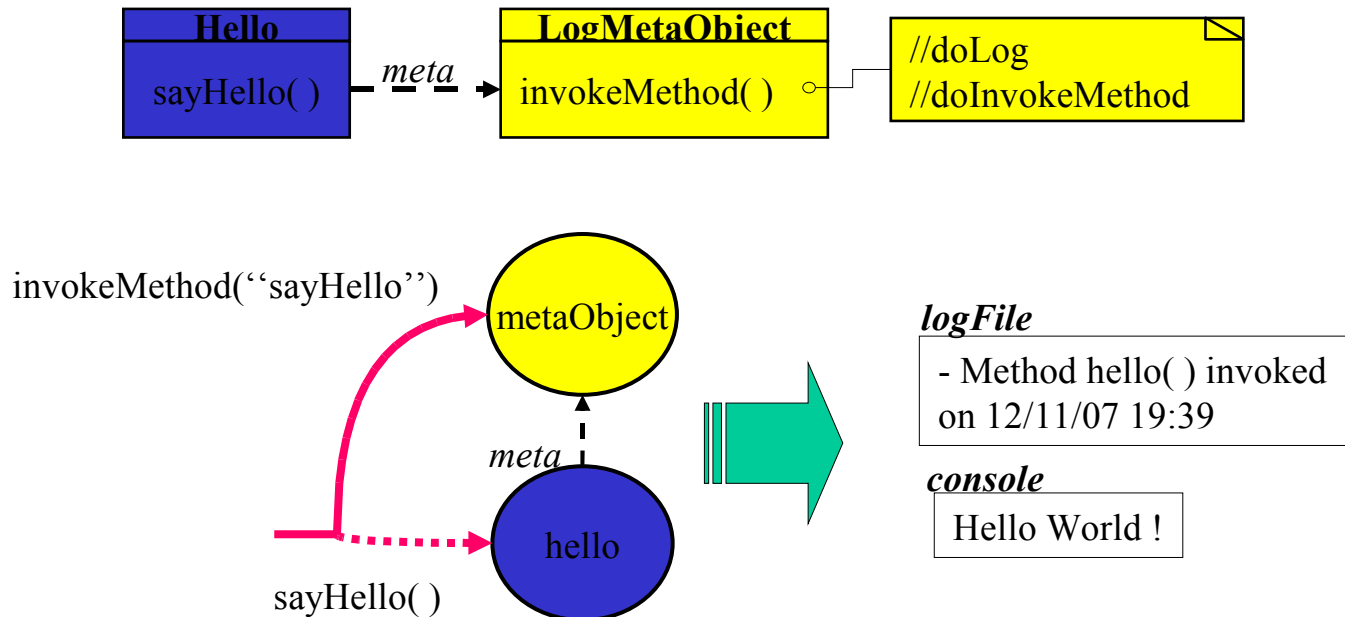 Hello
sayHello( )
meta
LogMetaObject
invokeMethod( )
//doLog
//doInvokeMethod
invokeMethod(‘‘sayHello’’)
metaObject
meta
hello
sayHello( )
logFile
- Method hello( ) invoked
on 12/11/07 19:39
console
Hello World !